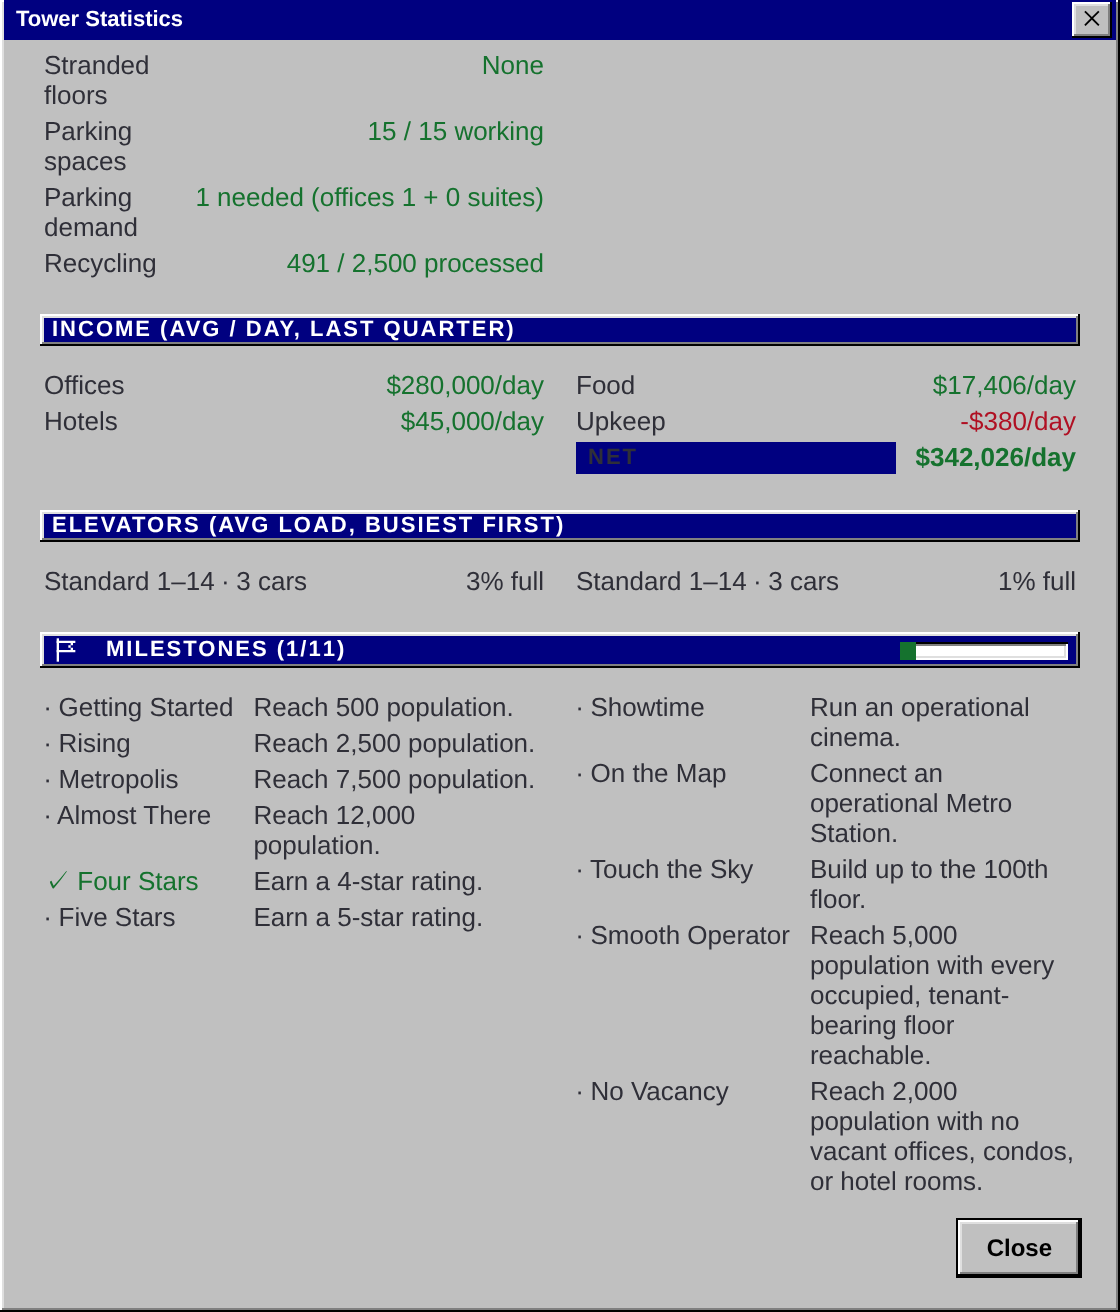 Tower Statistics
Stranded floors None
Parking spaces 15 / 15 working
Parking demand 1 needed (offices 1 + 0 suites)
Recycling 491 / 2,500 processed
INCOME (AVG / DAY, LAST QUARTER)
Offices $280,000/day
Hotels $45,000/day
Food $17,406/day
Upkeep -$380/day
NET $342,026/day
ELEVATORS (AVG LOAD, BUSIEST FIRST)
Standard 1–14 · 3 cars 3% full
Standard 1–14 · 3 cars 1% full
MILESTONES (1/11)
· Getting Started Reach 500 population.
· Rising Reach 2,500 population.
· Metropolis Reach 7,500 population.
· Almost There Reach 12,000
population.
✓ Four Stars Earn a 4-star rating.
· Five Stars Earn a 5-star rating.
· Showtime Run an operational
cinema.
· On the Map Connect an
operational Metro
Station.
· Touch the Sky Build up to the 100th
floor.
· Smooth Operator Reach 5,000
population with every
occupied, tenant-
bearing floor
reachable.
· No Vacancy Reach 2,000
population with no
vacant offices, condos,
or hotel rooms.
Close